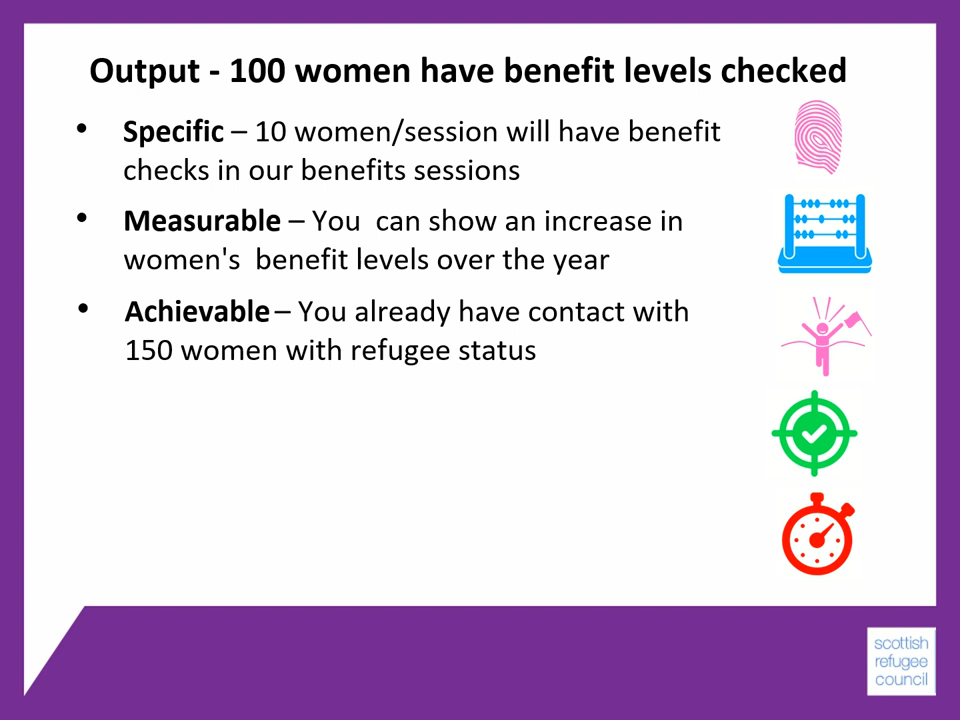 Output - 100 women have benefit levels checked
• Specific – 10 women/session will have benefit
checks in our benefits sessions
• Measurable – You  can show an increase in
women's  benefit levels over the year
• Achievable – You already have contact with
150 women with refugee status
scottish
refugee
council